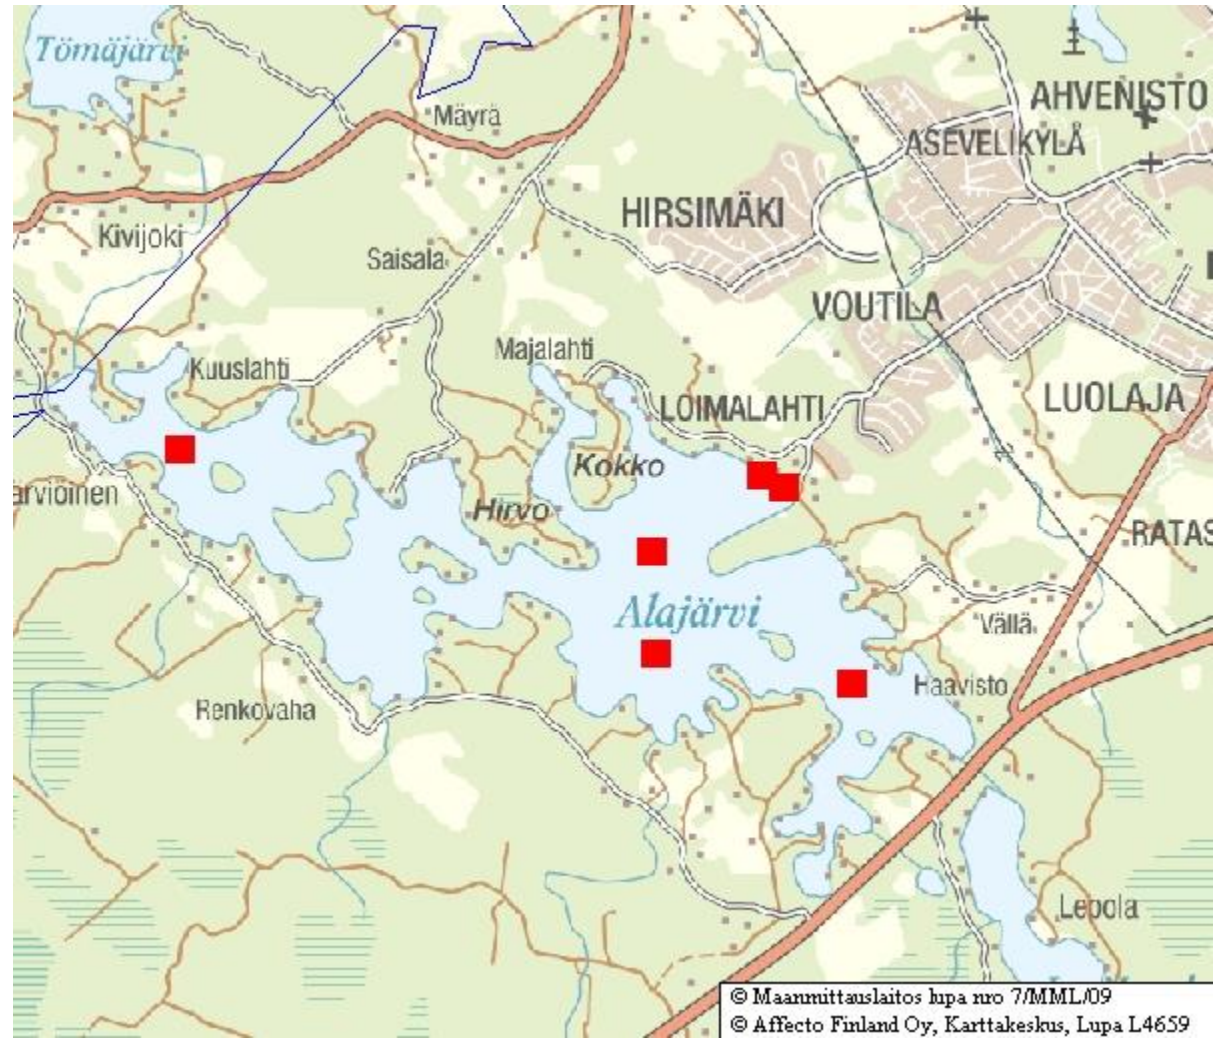 Tömäjärvi
AHVENISTO
Mäyrä
ASEVELIKYLÄ
HIRSIMÄKI
Kivijoki
Saisala
VOUTILA
Majalahti
Kuuslahti
LUOLAJA
LOIMALAHTI
Kokko
arvioinen
Hirvo
RATAS
Alajärvi
Vällä
Haavisto
Renkovaha
Lepola
© Maanmittauslaitos lupa nro 7/MML/09
© Affecto Finland Oy, Karttakeskus, Lupa L4659